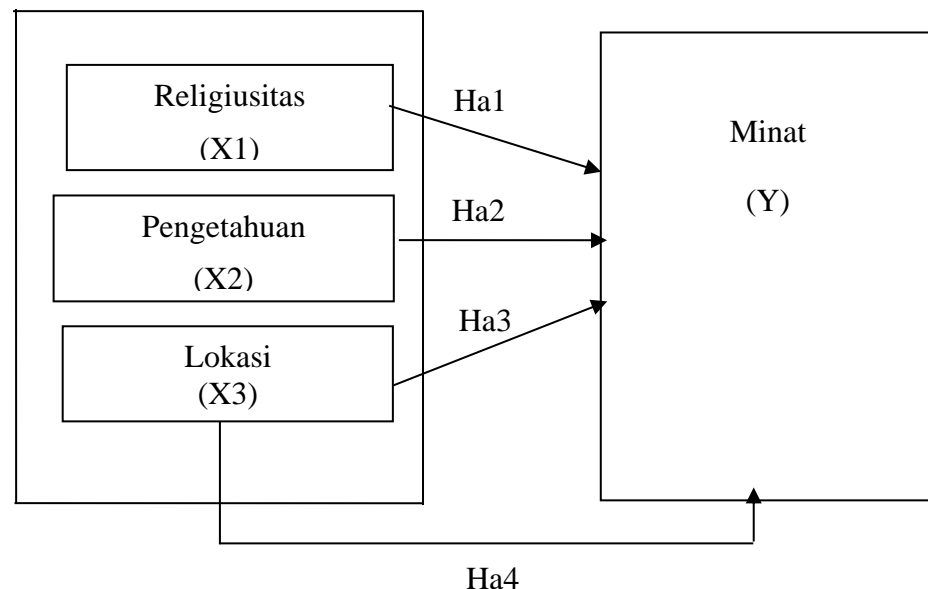 Religiusitas
(X1)
Ha1
Pengetahuan
(X2)
Ha2
Lokasi
(X3)
Ha3
Minat
(Y)
Ha4